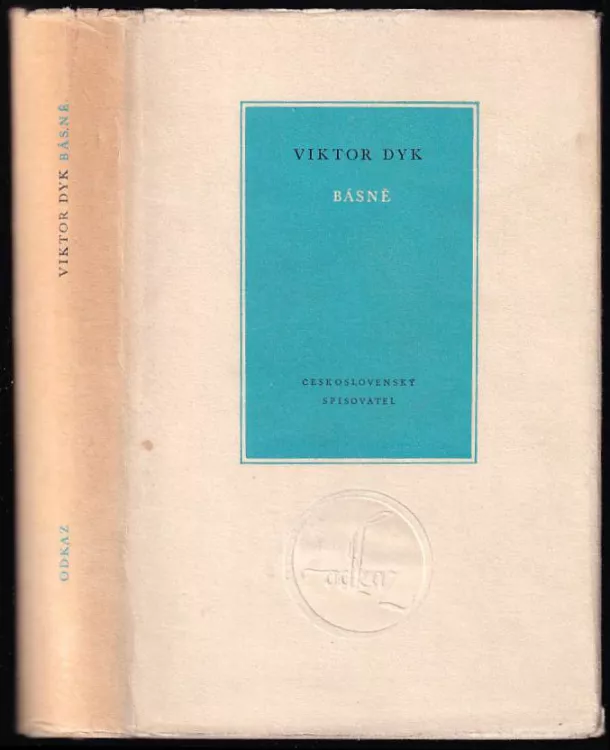 VIKTOR DYK BÁSNĚ
ODKAZ
VIKTOR DYK
BÁSNĚ
ČESKOSLOVENSKÝ
SPISOVATEL
odkaz